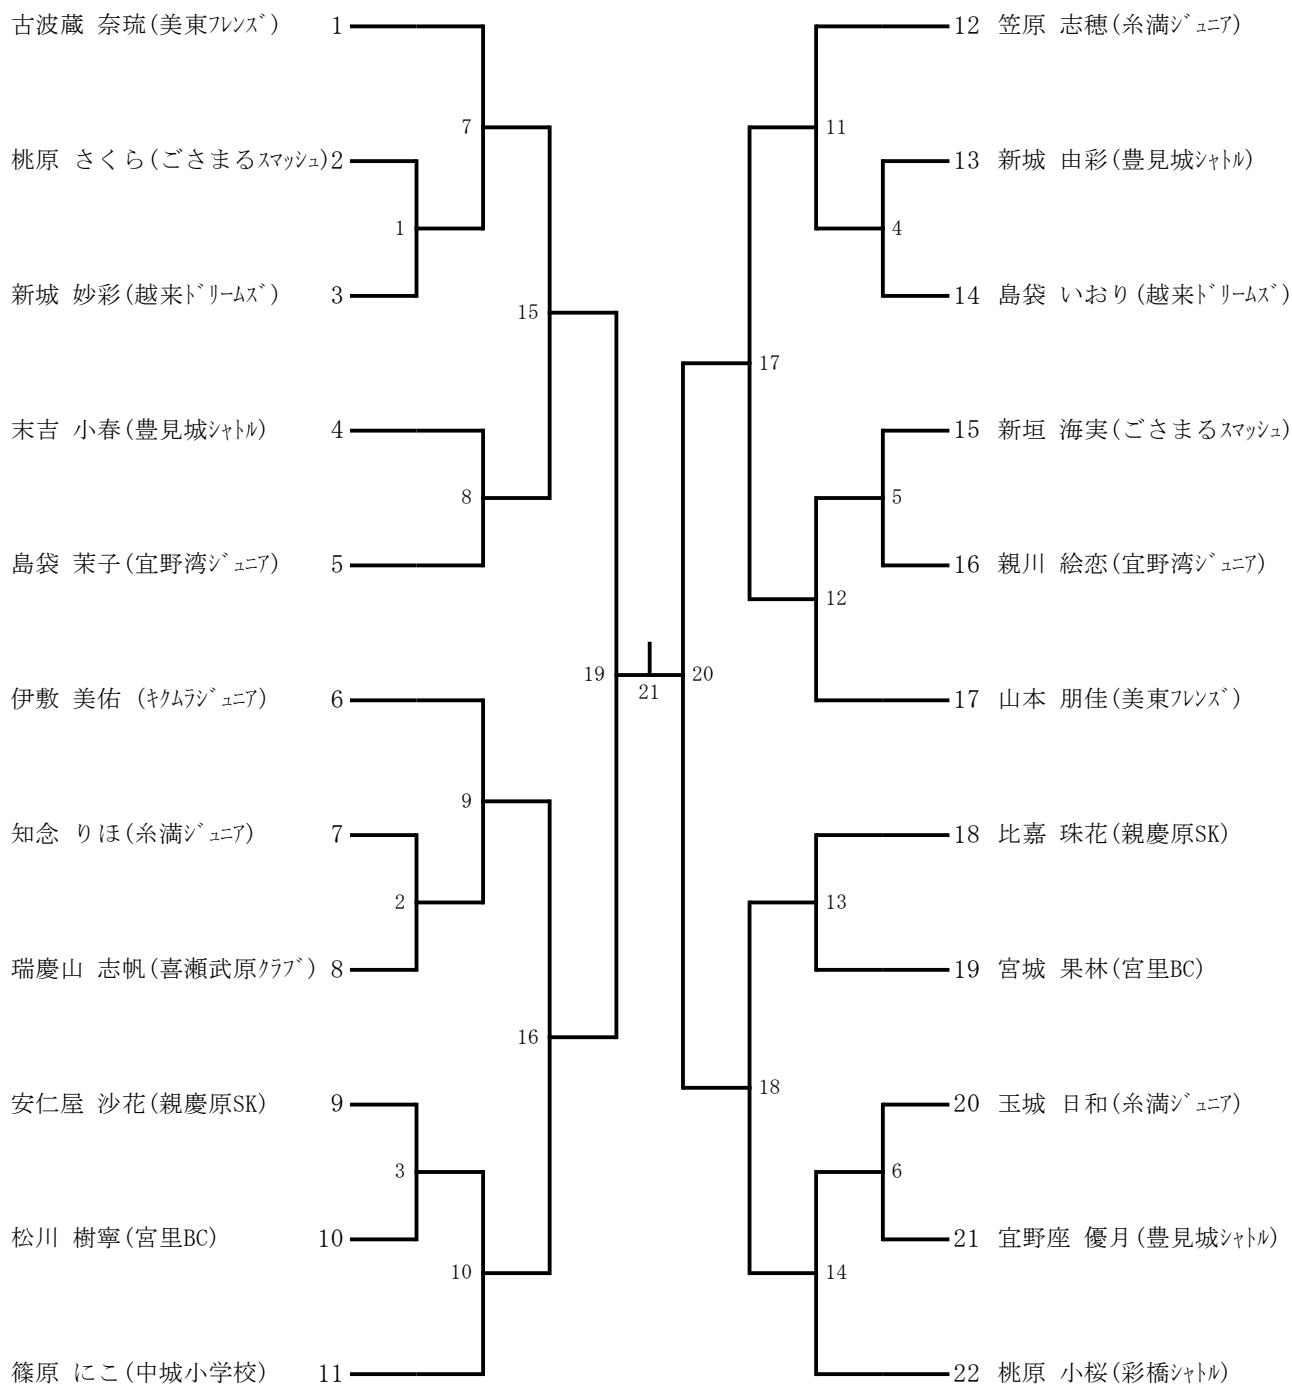 古波蔵 奈琉(美東ﾌﾚﾝｽﾞ) 1
12 笠原 志穂(糸満ｼﾞｭﾆｱ)
7
11
桃原 さくら(ごさまるｽﾏｯｼｭ) 2
13 新城 由彩(豊見城ｼｬﾄﾙ)
1
4
新城 妙彩(越来ﾄﾞﾘｰﾑｽﾞ) 3
14 島袋 いおり(越来ﾄﾞﾘｰﾑｽﾞ)
15
17
末吉 小春(豊見城ｼｬﾄﾙ) 4
15 新垣 海実(ごさまるｽﾏｯｼｭ)
8
5
島袋 茉子(宜野湾ｼﾞｭﾆｱ) 5
16 親川 絵恋(宜野湾ｼﾞｭﾆｱ)
12
19
20
21
伊敷 美佑 (ｷｸﾑﾗｼﾞｭﾆｱ) 6
17 山本 朋佳(美東ﾌﾚﾝｽﾞ)
9
知念 りほ(糸満ｼﾞｭﾆｱ) 7
18 比嘉 珠花(親慶原SK)
2
13
瑞慶山 志帆(喜瀬武原ｸﾗﾌﾞ) 8
19 宮城 果林(宮里BC)
16
18
安仁屋 沙花(親慶原SK) 9
20 玉城 日和(糸満ｼﾞｭﾆｱ)
3
6
松川 樹寧(宮里BC) 10
21 宜野座 優月(豊見城ｼｬﾄﾙ)
10
14
篠原 にこ(中城小学校) 11
22 桃原 小桜(彩橋ｼｬﾄﾙ)